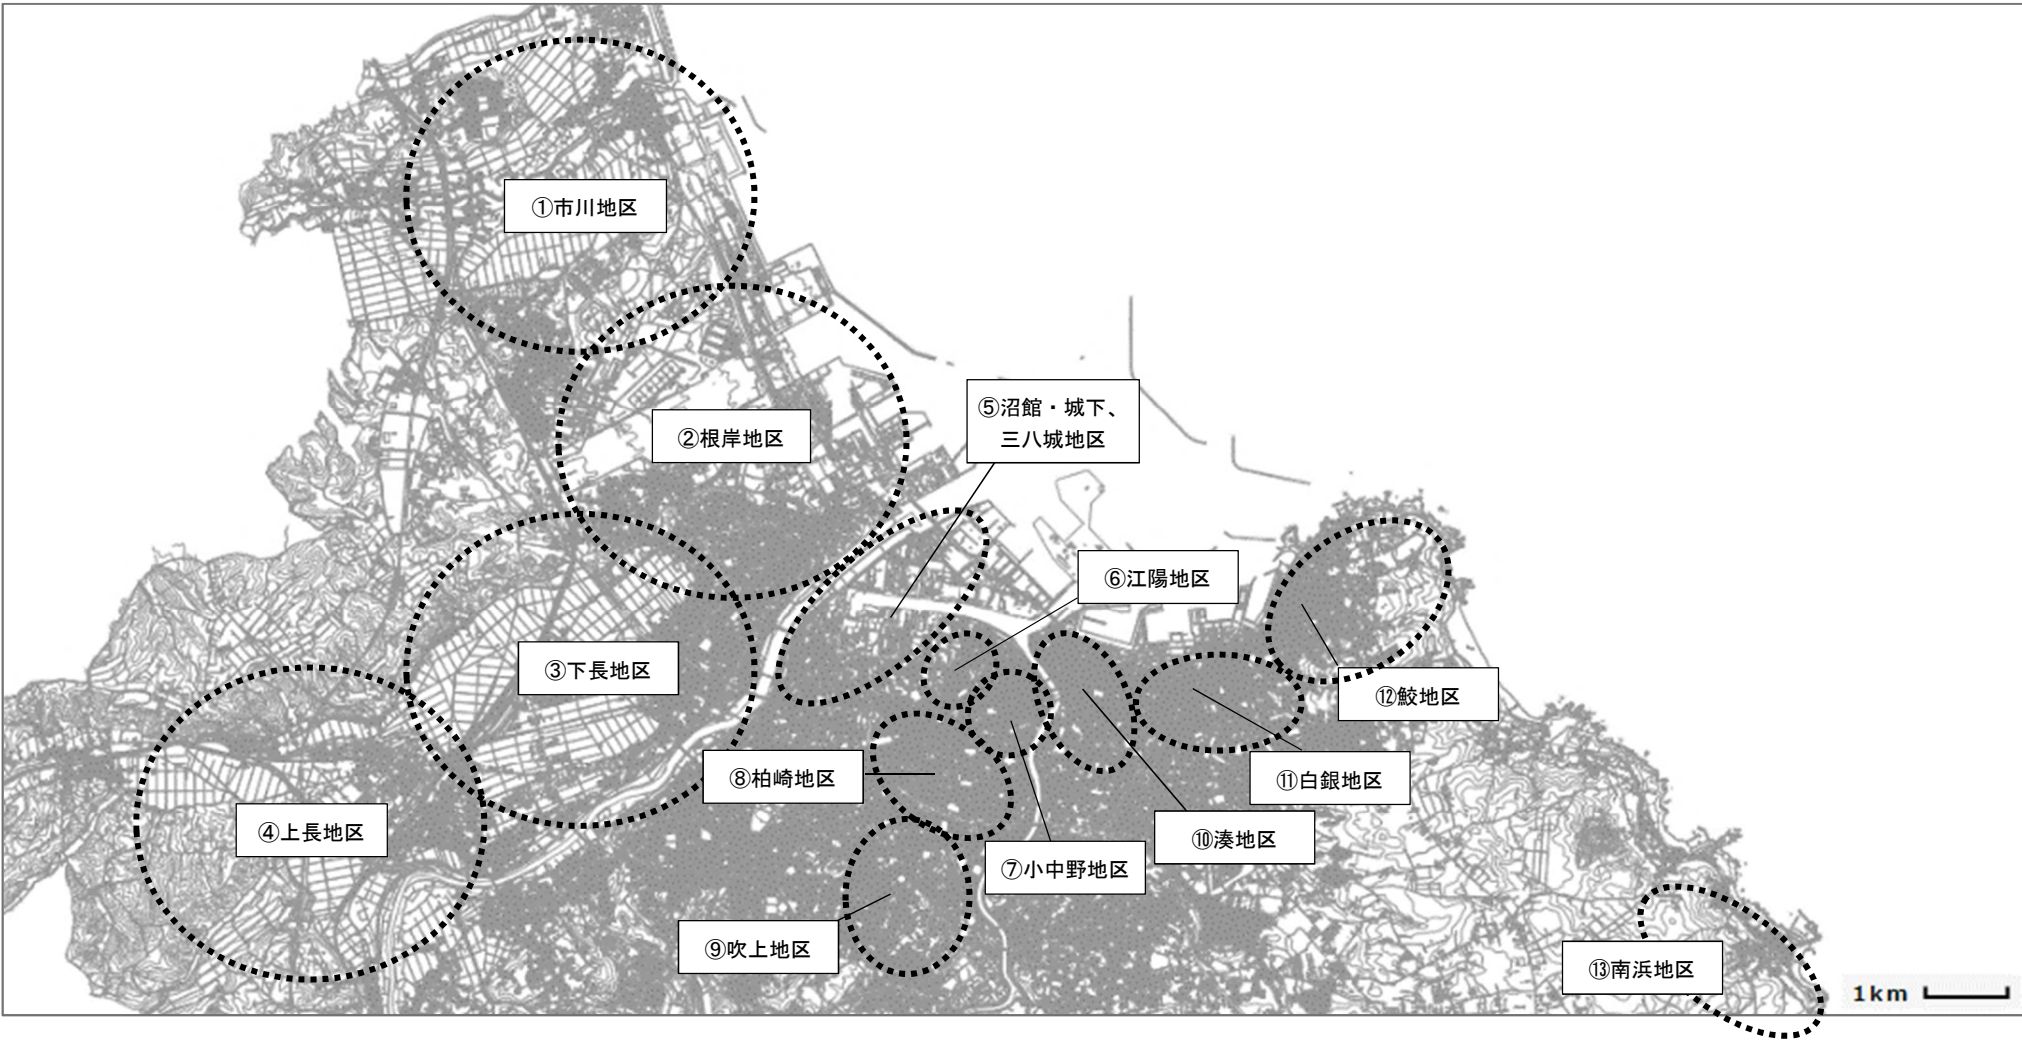 ①市川地区
②根岸地区
③下長地区
④上長地区
⑤沼館・城下、
三八城地区
⑥江陽地区
⑦小中野地区
⑧柏崎地区
⑨吹上地区
⑩湊地区
⑪白銀地区
⑫鮫地区
⑬南浜地区
1km